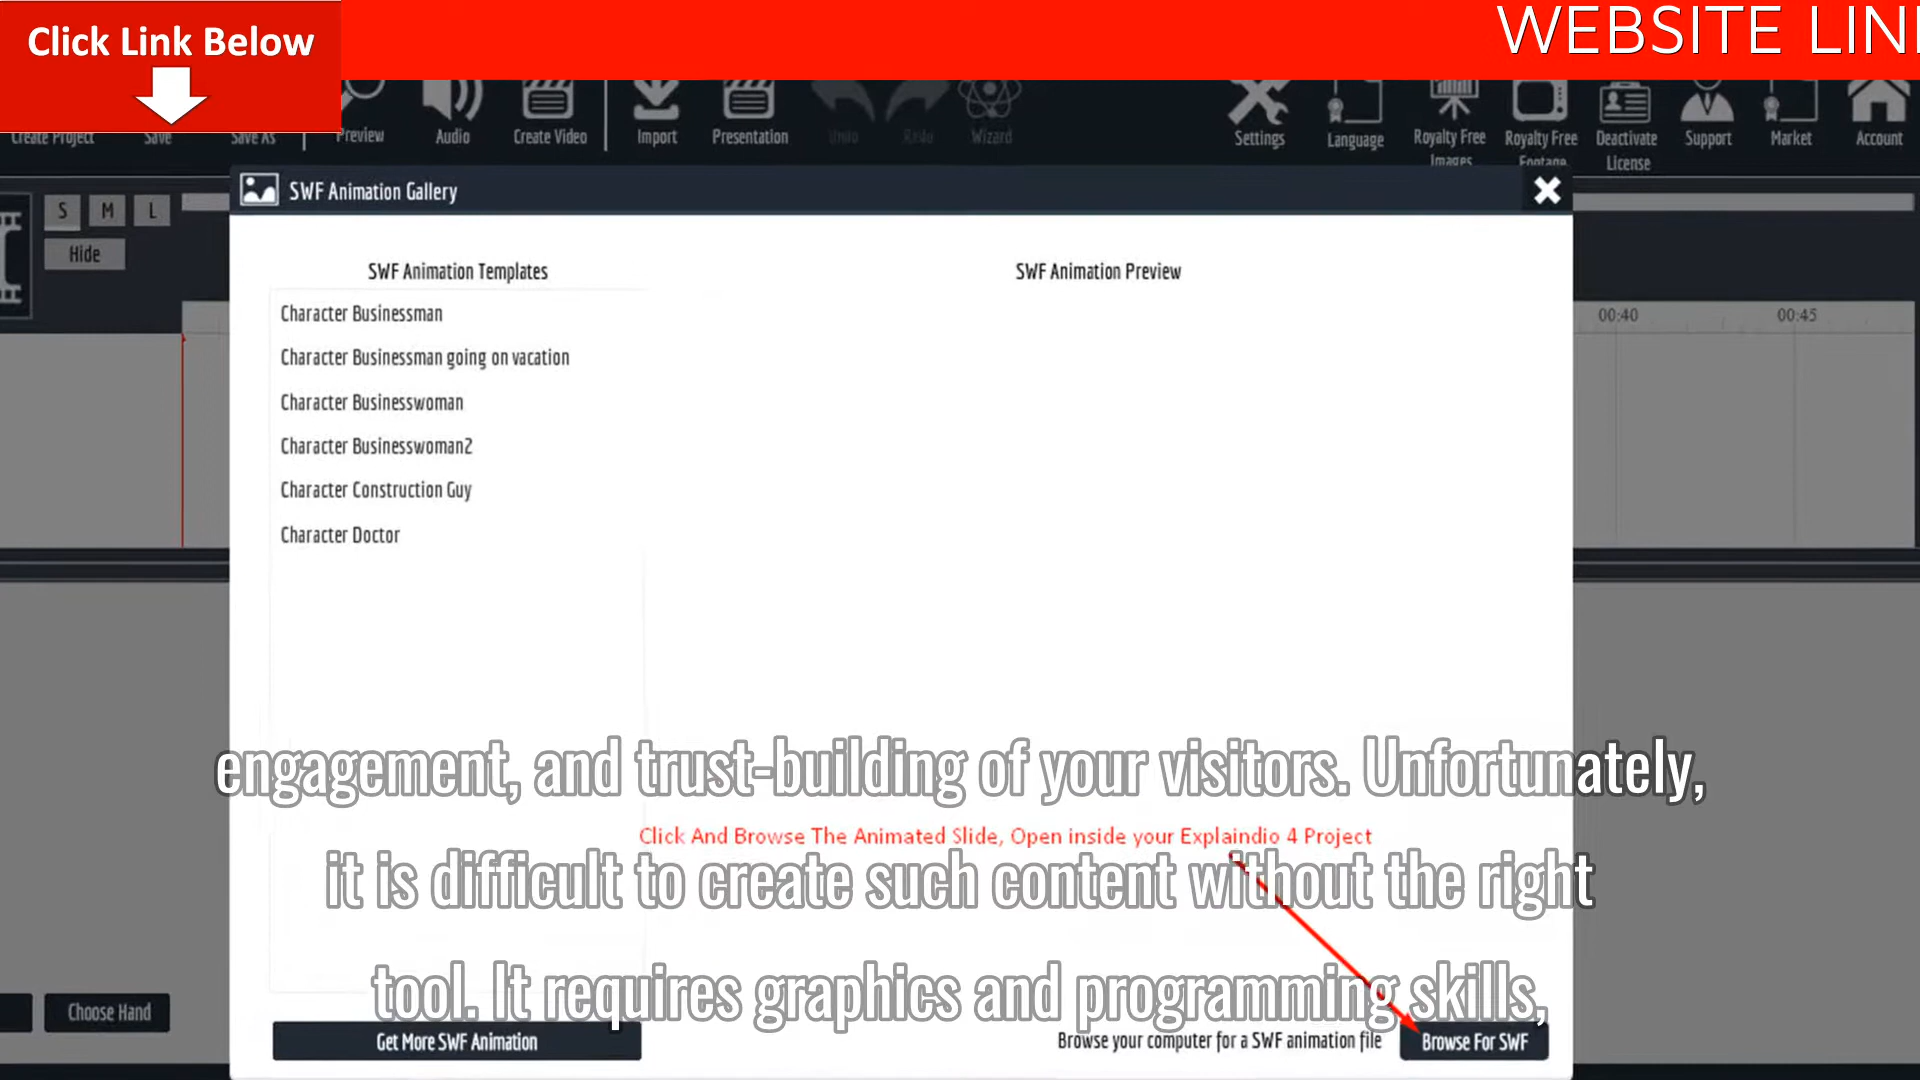 Click Link Below
WEBSITE LIN
Create Project
Save
Save As
Preview
Audio
Create Video
Import
Presentation
Undo
Redo
Wizard
Settings
Language
Royalty Free
Images
Royalty Free
Footage
Deactivate
License
Support
Market
Account
SWF Animation Gallery
S
M
L
Hide
SWF Animation Templates
SWF Animation Preview
Character Businessman
00:40
00:45
Character Businessman going on vacation
Character Businesswoman
Character Businesswoman2
Character Construction Guy
Character Doctor
engagement, and trust-building of your visitors. Unfortunately,
Click And Browse The Animated Slide, Open inside your Explaindio 4 Project
it is difficult to create such content without the right
tool. It requires graphics and programming skills,
Choose Hand
Get More SWF Animation
Browse your computer for a SWF animation file
Browse For SWF